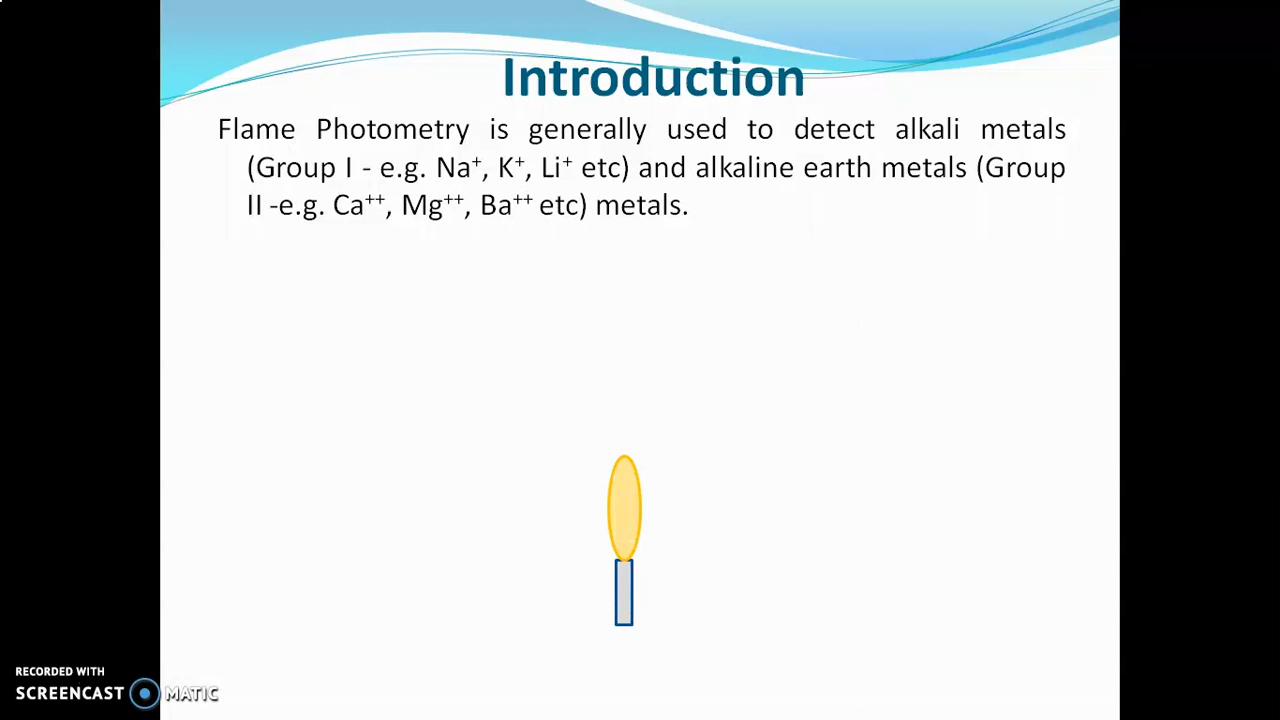 Introduction
Flame Photometry is generally used to detect alkali metals
(Group I - e.g. Na⁺, K⁺, Li⁺ etc) and alkaline earth metals (Group
II -e.g. Ca⁺⁺, Mg⁺⁺, Ba⁺⁺ etc) metals.
RECORDED WITH
SCREENCAST MATIC